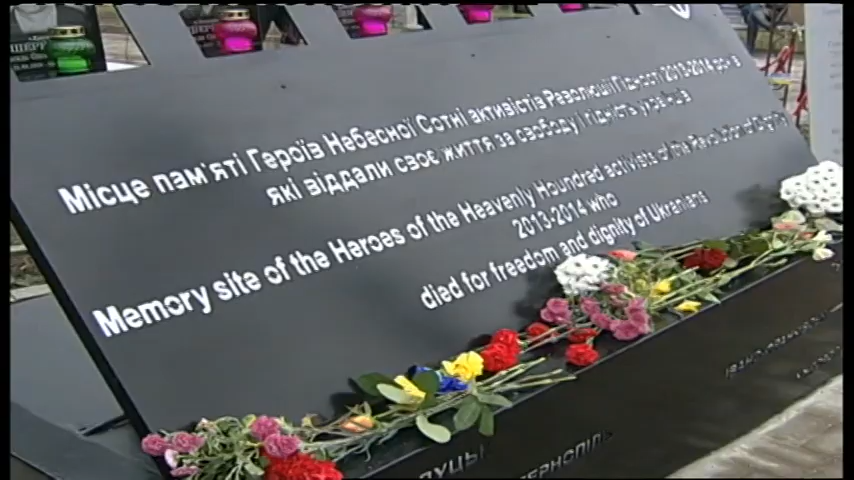 Місце пам'яті Героїв Небесної Сотні активістів Революції Гідності 2013-2014 років
які віддали своє життя за свободу і гідність українців
Memory site of the Heroes of the Heavenly Houndred activists of the Revolution of Dignity
2013-2014 who
died for freedom and dignity of Ukranians